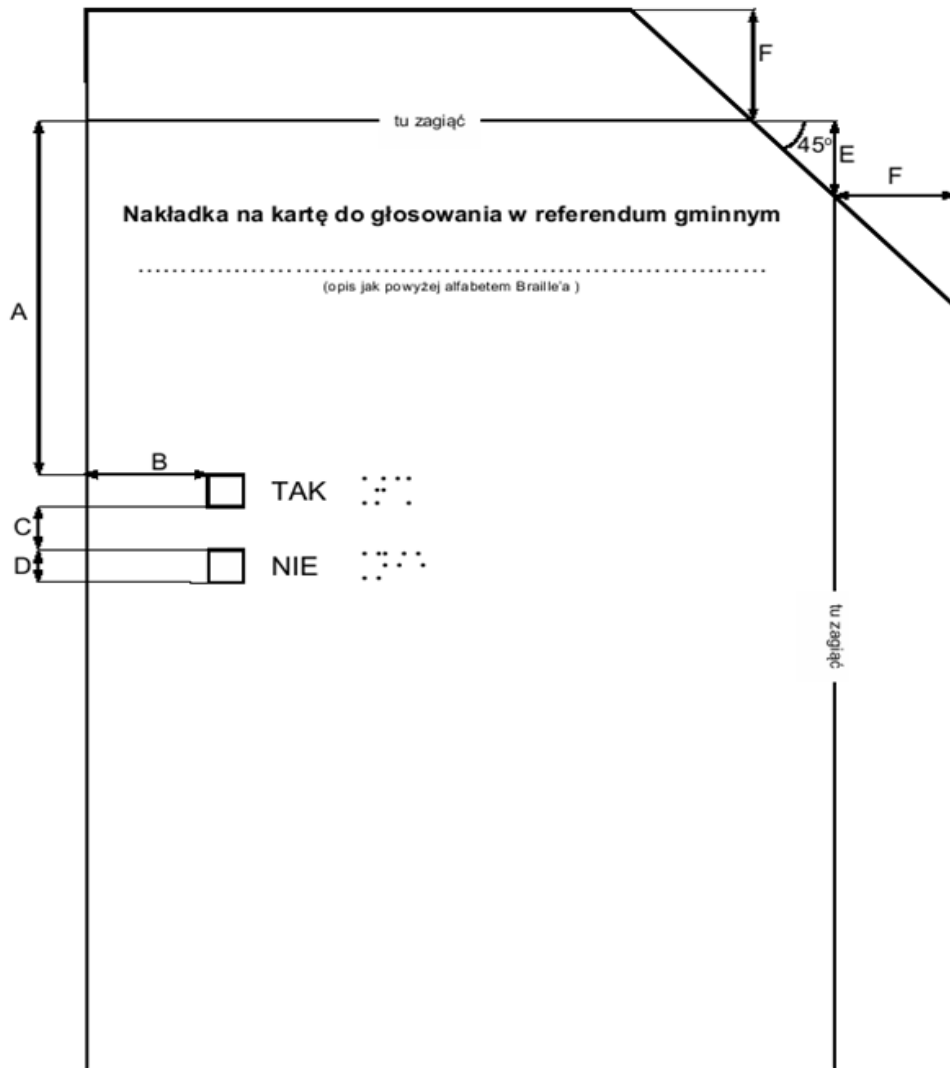 F
tu zagiąć
45°
E
F
Nakładka na kartę do głosowania w referendum gminnym
(opis jak powyżej alfabetem Braille'a )
A
B
TAK
C
D
NIE
tu zagiąć